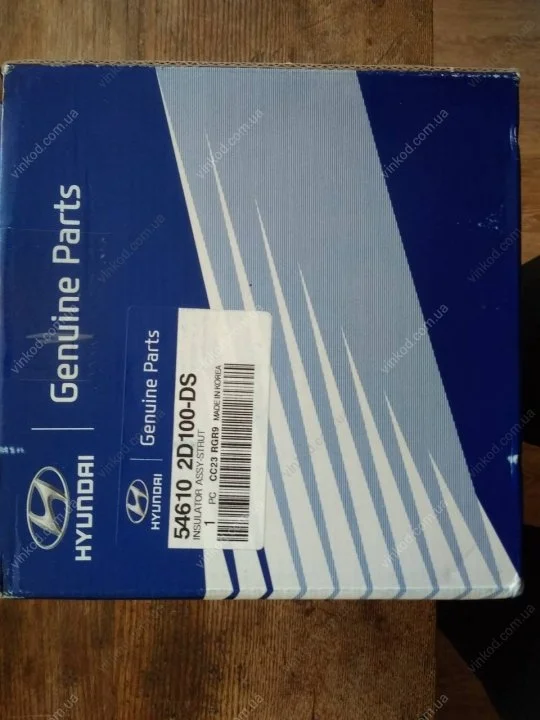 HYUNDAI | Genuine Parts
HYUNDAI | Genuine Parts
54610 2D100-DS
INSULATOR ASSY-STRUT
1 PC CC23 RGR9 MADE IN KOREA
vinkod.com.ua